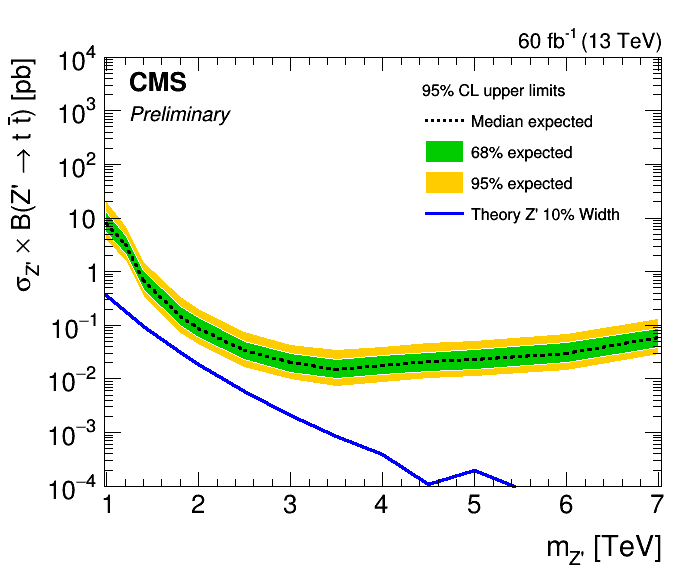 60 fb⁻¹ (13 TeV)
CMS
Preliminary
95% CL upper limits
Median expected
68% expected
95% expected
Theory Z' 10% Width
σ_Z' × B(Z' → t t̄) [pb]
10⁴
10³
10²
10
1
10⁻¹
10⁻²
10⁻³
10⁻⁴
1 2 3 4 5 6 7
m_Z' [TeV]